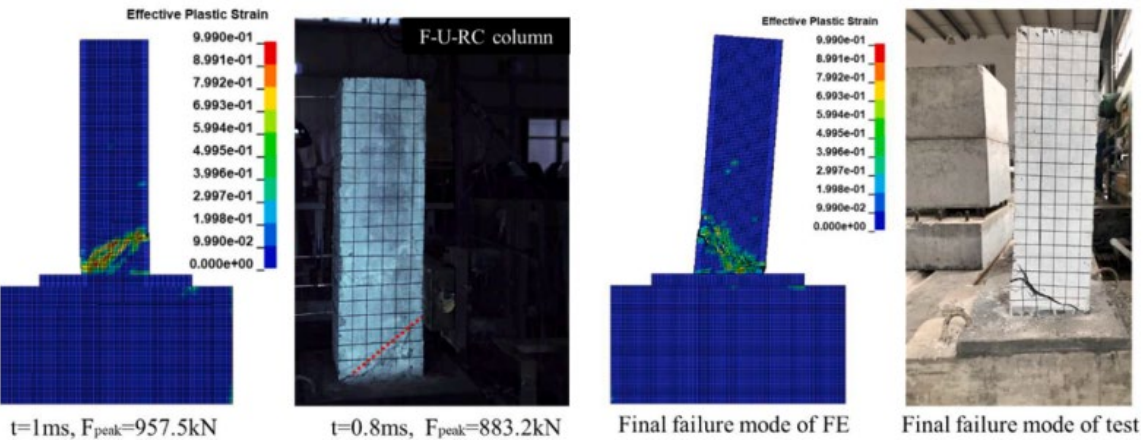 Effective Plastic Strain
9.990e-01
8.991e-01
7.992e-01
6.993e-01
5.994e-01
4.995e-01
3.996e-01
2.997e-01
1.998e-01
9.990e-02
0.000e+00
F-U-RC column
Effective Plastic Strain
9.990e-01
8.991e-01
7.992e-01
6.993e-01
5.994e-01
4.995e-01
3.996e-01
2.997e-01
1.998e-01
9.990e-02
0.000e+00
t=1ms, Fpeak=957.5kN
t=0.8ms, Fpeak=883.2kN
Final failure mode of FE
Final failure mode of test